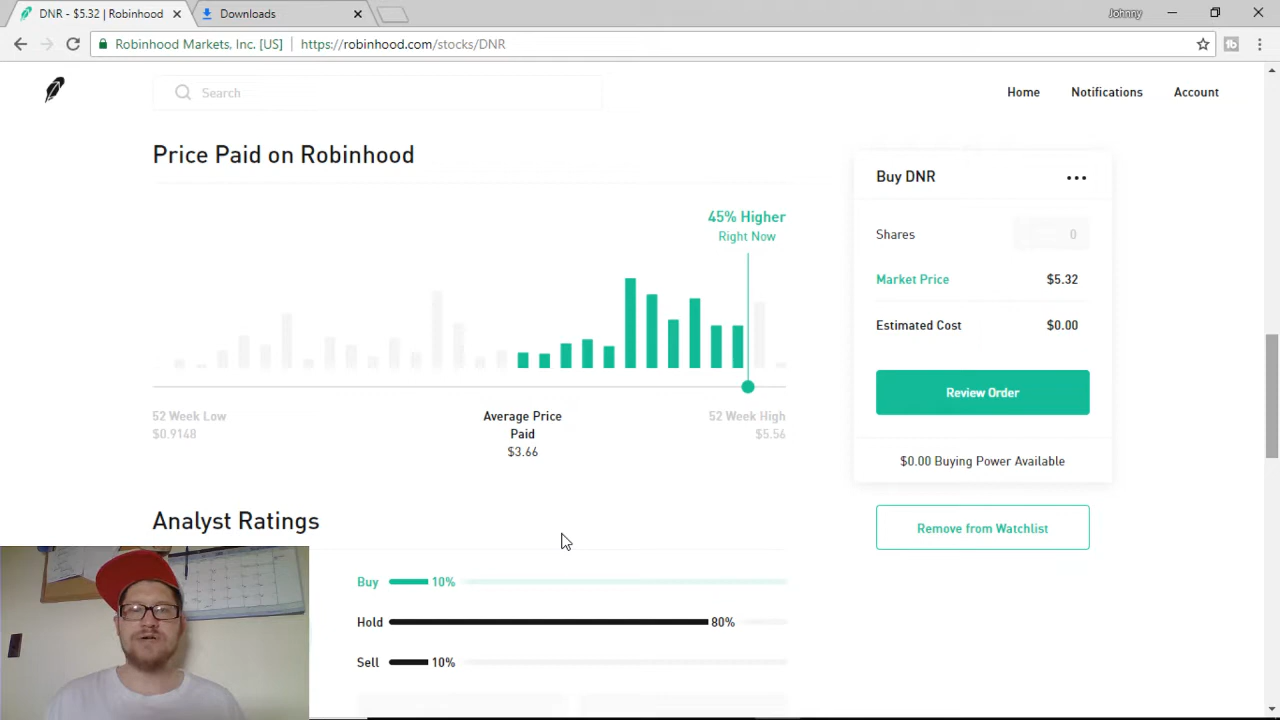 DNR - $5.32 | Robinhood
Downloads
Johnny
Robinhood Markets, Inc. [US]
https://robinhood.com/stocks/DNR
Search
Home
Notifications
Account
Price Paid on Robinhood
45% Higher
Right Now
52 Week Low
$0.9148
Average Price
Paid
$3.66
52 Week High
$5.56
Buy DNR
Shares
0
Market Price
$5.32
Estimated Cost
$0.00
Review Order
$0.00 Buying Power Available
Remove from Watchlist
Analyst Ratings
Buy
10%
Hold
80%
Sell
10%